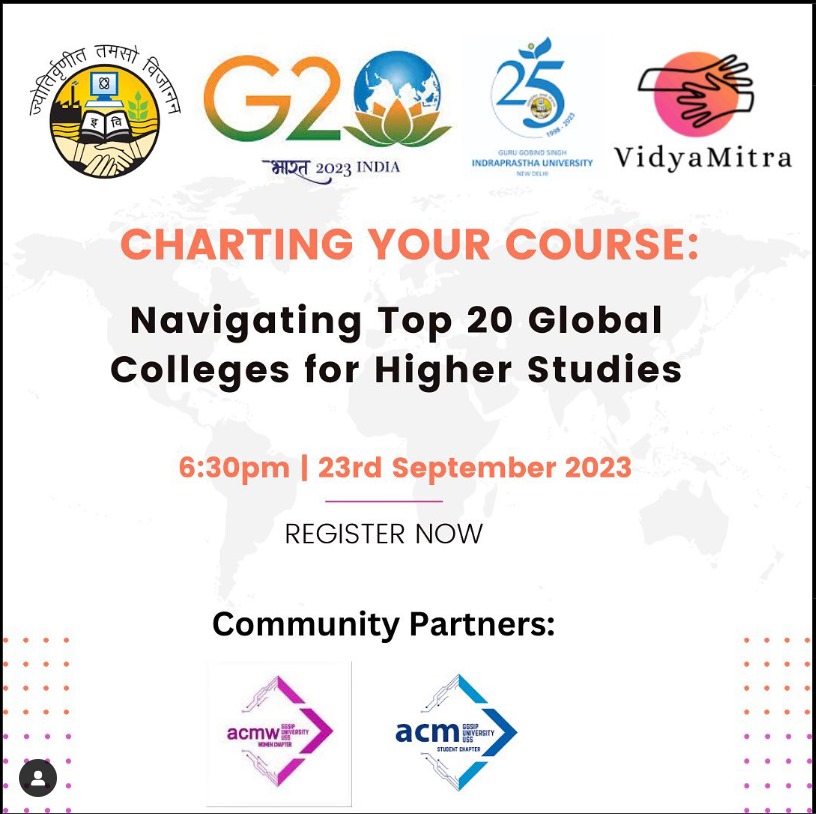 ज्योतिर्वृणीत तमसो विजानन
इ वि
G20
भारत 2023 INDIA
25
1998 - 2023
GURU GOBIND SINGH
INDRAPRASTHA UNIVERSITY
NEW DELHI
VidyaMitra
CHARTING YOUR COURSE:
Navigating Top 20 Global
Colleges for Higher Studies
6:30pm | 23rd September 2023
REGISTER NOW
Community Partners:
acmw GGSIP UNIVERSITY USS
WOMEN CHAPTER
acm GGSIP UNIVERSITY USS
STUDENT CHAPTER